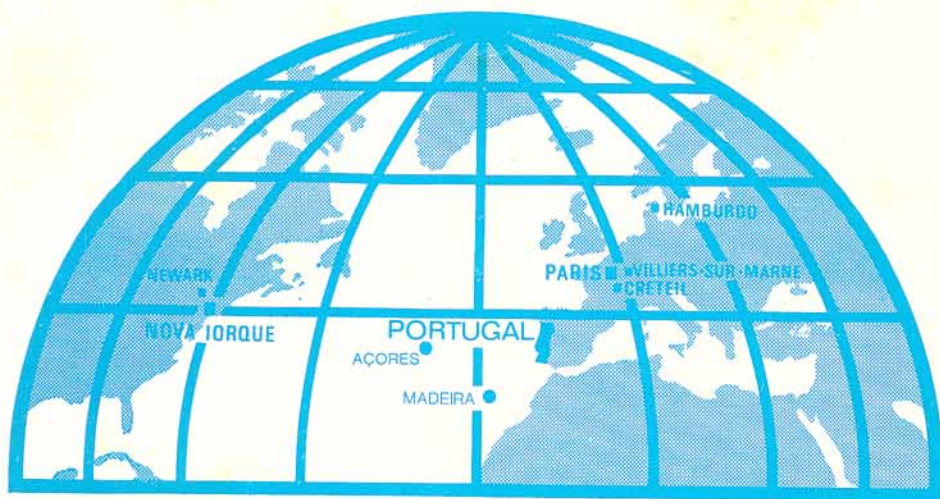 HAMBURGO
PARIS
VILLIERS-SUR-MARNE
CRETEIL
NEWARK
NOVA IORQUE
PORTUGAL
AÇORES
MADEIRA